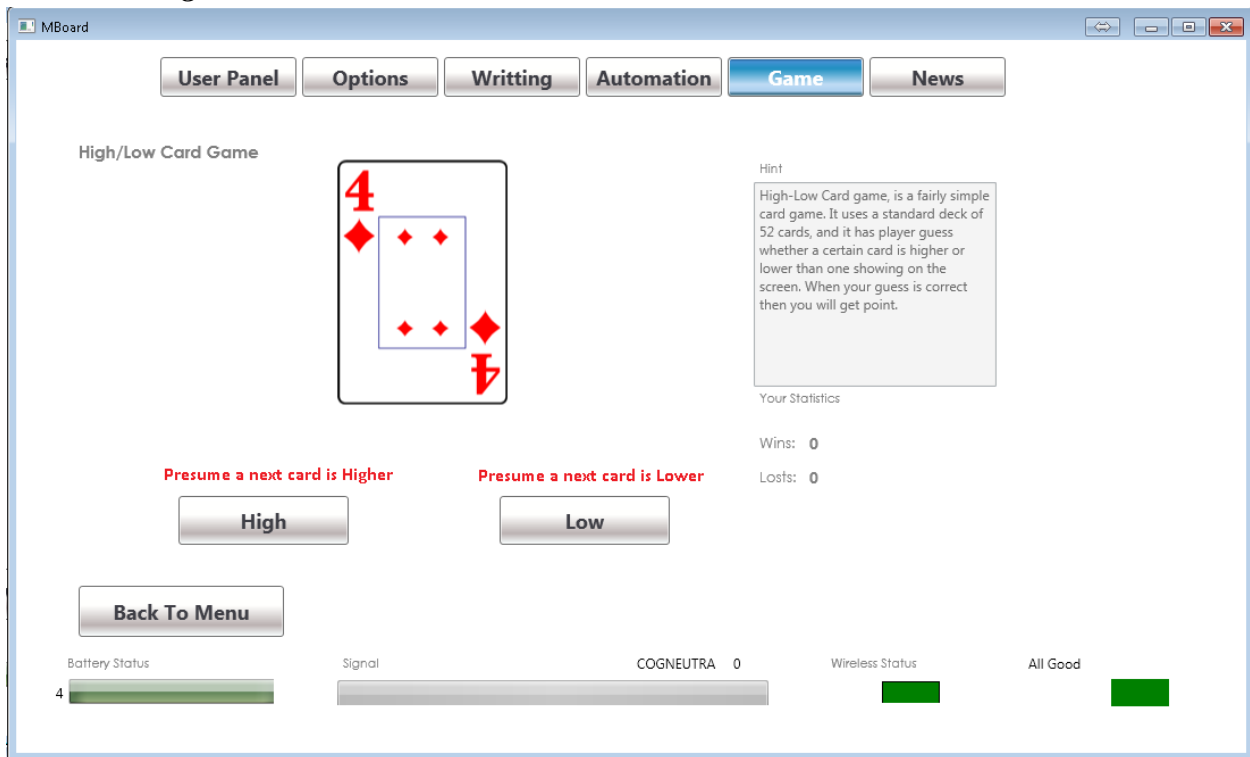 MBoard
User Panel Options Writting Automation Game News
High/Low Card Game
4
4
Hint
High-Low Card game, is a fairly simple
card game. It uses a standard deck of
52 cards, and it has player guess
whether a certain card is higher or
lower than one showing on the
screen. When your guess is correct
then you will get point.
Your Statistics
Wins: 0
Losts: 0
Presume a next card is Higher
Presume a next card is Lower
High
Low
Back To Menu
Battery Status
4
Signal
COGNEUTRA 0
Wireless Status
All Good